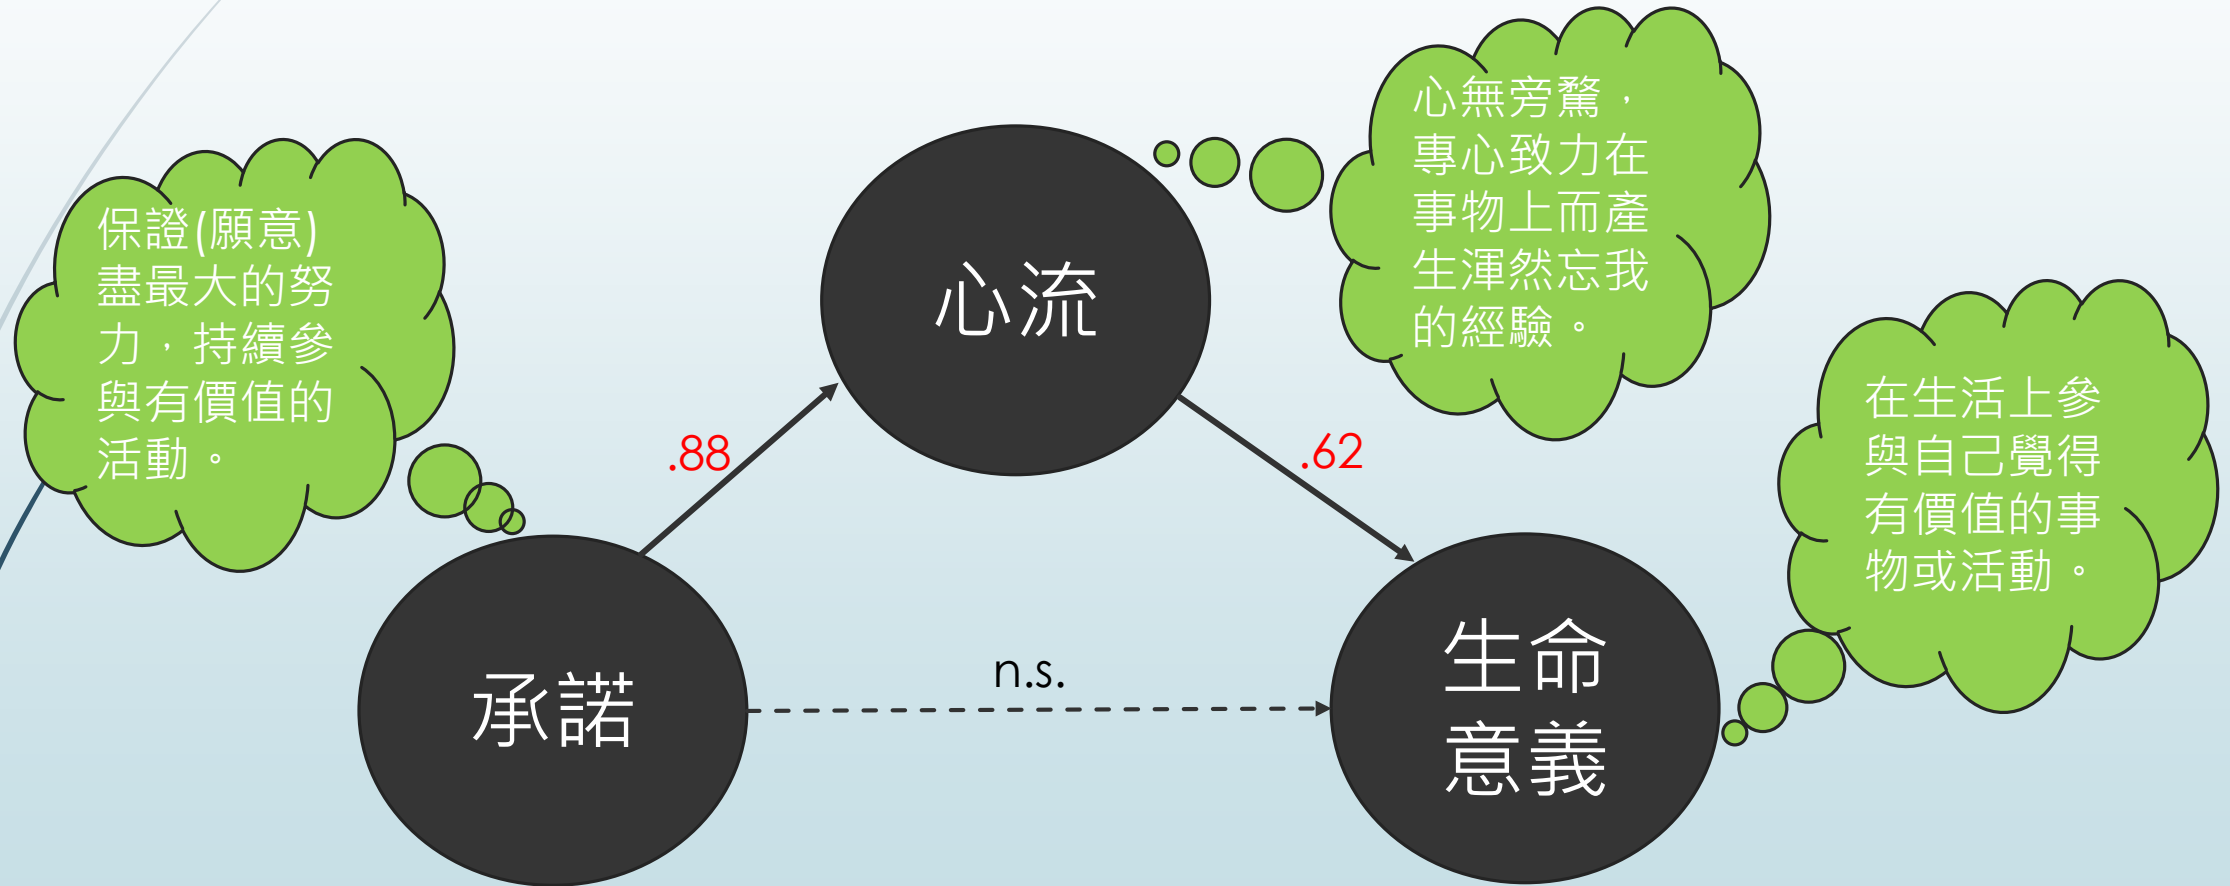 保證(願意)
盡最大的努
力，持續參
與有價值的
活動。
心流
心無旁騖，
專心致力在
事物上而產
生渾然忘我
的經驗。
.88
.62
在生活上參
與自己覺得
有價值的事
物或活動。
承諾
n.s.
生命
意義